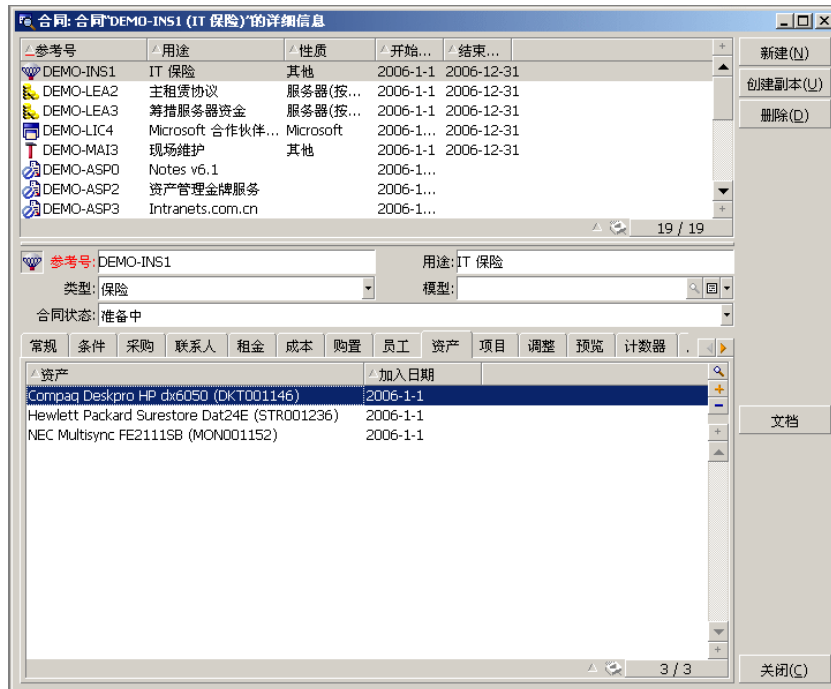 合同: 合同"DEMO-INS1 (IT 保险)"的详细信息
参考号 用途 性质 开始... 结束...
DEMO-INS1 IT 保险 其他 2006-1-1 2006-12-31
DEMO-LEA2 主租赁协议 服务器(按... 2006-1-1 2006-12-31
DEMO-LEA3 筹措服务器资金 服务器(按... 2006-1-1 2006-12-31
DEMO-LIC4 Microsoft 合作伙伴... Microsoft 2006-1... 2006-12-31
DEMO-MAI3 现场维护 其他 2006-1-1 2006-12-31
DEMO-ASP0 Notes v6.1 2006-1...
DEMO-ASP2 资产管理金牌服务 2006-1...
DEMO-ASP3 Intranets.com.cn 2006-1...
19 / 19
新建(N)
创建副本(U)
删除(D)
参考号: DEMO-INS1 用途: IT 保险
类型: 保险 模型:
合同状态: 准备中
常规 条件 采购 联系人 租金 成本 购置 员工 资产 项目 调整 预览 计数器 .
资产 加入日期
Compaq Deskpro HP dx6050 (DKT001146) 2006-1-1
Hewlett Packard Surestore Dat24E (STR001236) 2006-1-1
NEC Multisync FE2111SB (MON001152) 2006-1-1
文档
3 / 3
关闭(C)